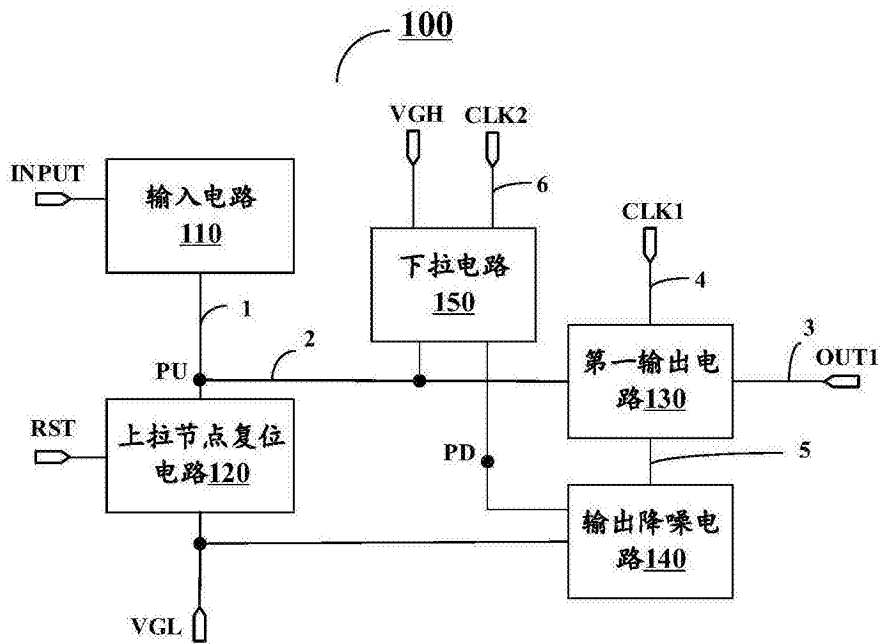 100
VGH
CLK2
INPUT
6
输入电路
110
CLK1
下拉电路
150
4
1
2
3
PU
第一输出电
路130
OUT1
RST
上拉节点复位
电路120
PD
5
输出降噪电
路140
VGL